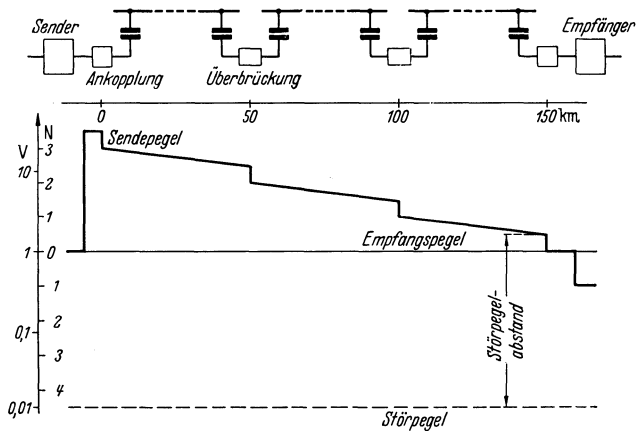 Sender
Empfänger
Ankopplung
Überbrückung
0
50
100
150 km
V
N
Sendepegel
3
10
2
1
Empfangspegel
1
0
1
2
0,1
3
4
0,01
Störpegel-
abstand
Störpegel